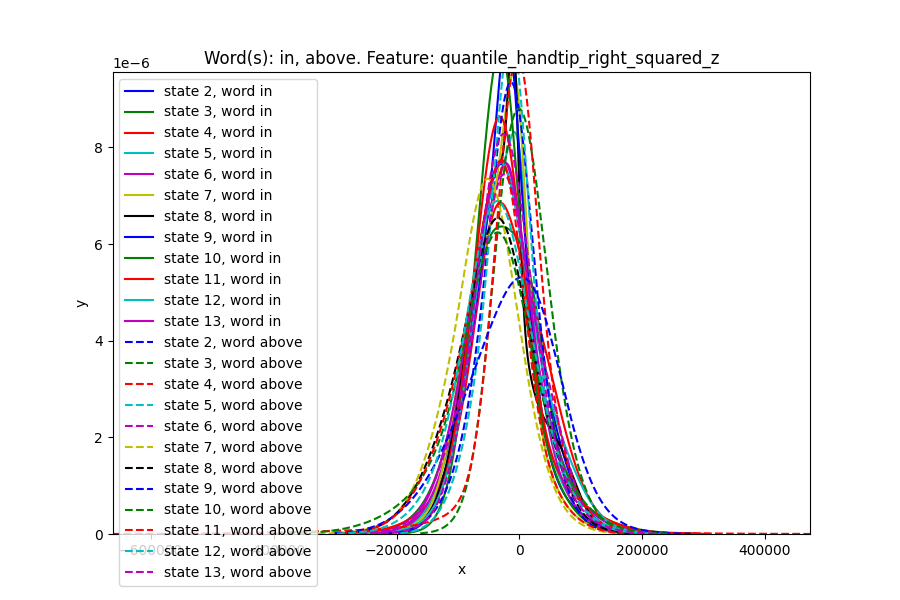 Word(s): in, above. Feature: quantile_handtip_right_squared_z
1e−6
state 2, word in
state 3, word in
state 4, word in
state 5, word in
state 6, word in
state 7, word in
state 8, word in
state 9, word in
state 10, word in
state 11, word in
state 12, word in
state 13, word in
state 2, word above
state 3, word above
state 4, word above
state 5, word above
state 6, word above
state 7, word above
state 8, word above
state 9, word above
state 10, word above
state 11, word above
state 12, word above
state 13, word above
8
6
4
2
0
y
−200000 0 200000 400000
x